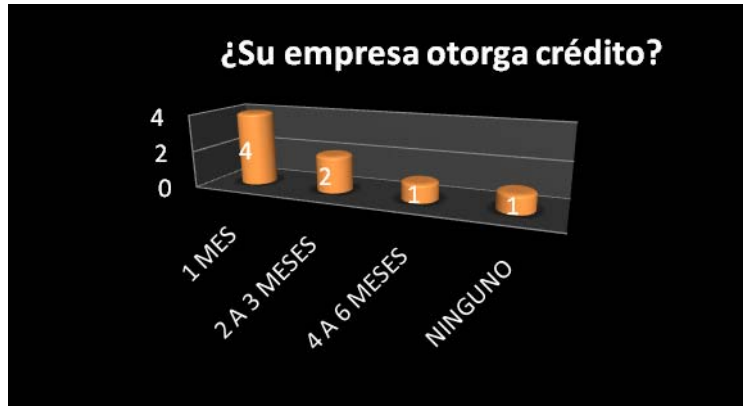 ¿Su empresa otorga crédito?
4
2
0
4
2
1
1
1 MES
2 A 3 MESES
4 A 6 MESES
NINGUNO